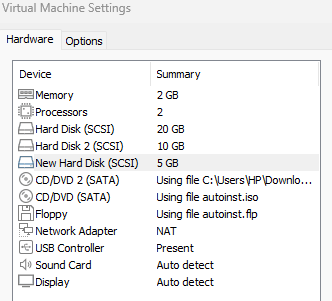 Virtual Machine Settings
Hardware Options
Device Summary
Memory 2 GB
Processors 2
Hard Disk (SCSI) 20 GB
Hard Disk 2 (SCSI) 10 GB
New Hard Disk (SCSI) 5 GB
CD/DVD 2 (SATA) Using file C:\Users\HP\Downlo...
CD/DVD (SATA) Using file autoinst.iso
Floppy Using file autoinst.flp
Network Adapter NAT
USB Controller Present
Sound Card Auto detect
Display Auto detect